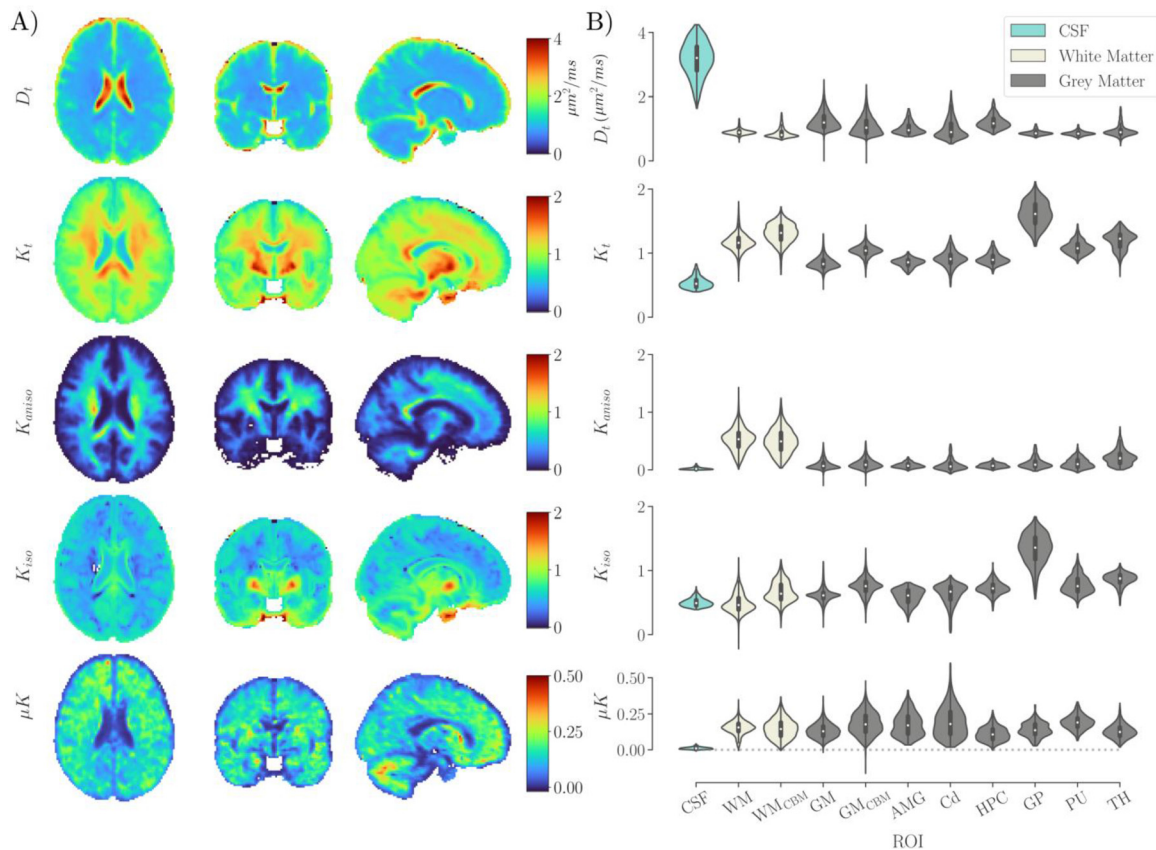 A)
B)
D_t
4
2
0
μm²/ms
K_t
2
1
0
K_aniso
2
1
0
K_iso
2
1
0
μK
0.50
0.25
0.00
CSF
White Matter
Grey Matter
D_t (μm²/ms)
4
2
0
K_t
2
1
0
K_aniso
2
1
0
K_iso
2
1
0
μK
0.50
0.25
0.00
CSF WM WM_CBM GM GM_CBM AMG Cd HPC GP PU TH
ROI